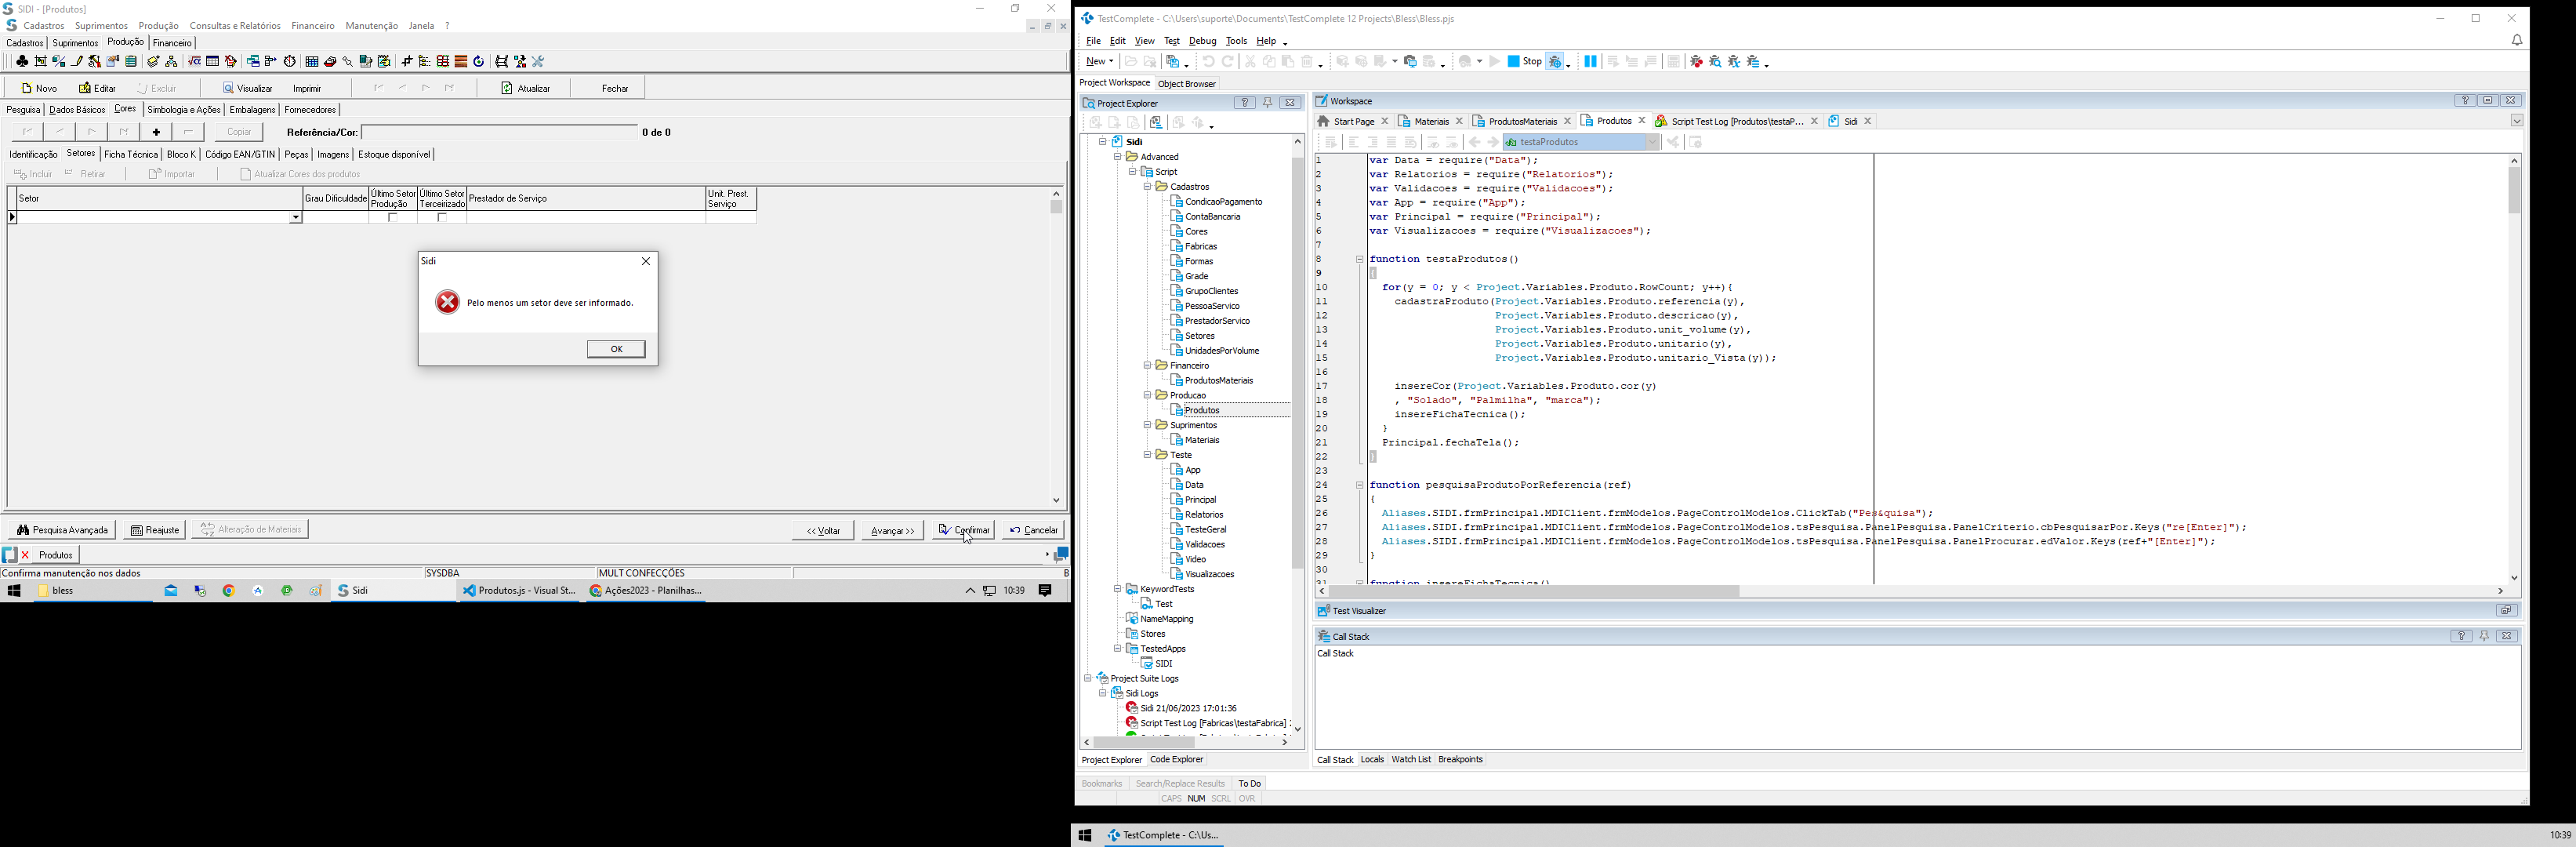 SIDI - [Produtos]
Cadastros Suprimentos Produção Consultas e Relatórios Financeiro Manutenção Janela ?
Cadastros Suprimentos Produção Financeiro
Novo Editar Excluir Visualizar Imprimir Atualizar Fechar
Pesquisa Dados Básicos Cores Simbologia e Ações Embalagens Fornecedores
Copiar Referência/Cor: 0 de 0
Identificação Setores Ficha Técnica Bloco K Código EAN/GTIN Peças Imagens Estoque disponível
Incluir Retirar Importar Atualizar Cores dos produtos
Setor Grau Dificuldade Último Setor Produção Último Setor Terceirizado Prestador de Serviço Unit. Prest. Serviço
Sidi
Pelo menos um setor deve ser informado.
OK
Pesquisa Avançada Reajuste Alteração de Materiais << Voltar Avançar >> Confirmar Cancelar
Produtos
Confirma manutenção nos dados SYSDBA MULT CONFECÇÕES B
bless Sidi Produtos.js - Visual St... Ações2023 - Planilhas... 10:39
TestComplete - C:\Users\suporte\Documents\TestComplete 12 Projects\Bless\Bless.pjs
File Edit View Test Debug Tools Help
New Stop
Project Workspace Object Browser
Project Explorer
Sidi
Advanced
Script
Cadastros
CondicaoPagamento
ContaBancaria
Cores
Fabricas
Formas
Grade
GrupoClientes
PessoaServico
PrestadorServico
Setores
UnidadesPorVolume
Financeiro
ProdutosMateriais
Producao
Produtos
Suprimentos
Materiais
Teste
App
Data
Principal
Relatorios
TesteGeral
Validacoes
Video
Visualizacoes
KeywordTests
Test
NameMapping
Stores
TestedApps
SIDI
Project Suite Logs
Sidi Logs
Sidi 21/06/2023 17:01:36
Script Test Log [Fabricas\testaFabrica]
Project Explorer Code Explorer
Workspace
Start Page Materiais ProdutosMateriais Produtos Script Test Log [Produtos\testaP... Sidi
testaProdutos
1 var Data = require("Data");
2 var Relatorios = require("Relatorios");
3 var Validacoes = require("Validacoes");
4 var App = require("App");
5 var Principal = require("Principal");
6 var Visualizacoes = require("Visualizacoes");
7
8 function testaProdutos()
9 {
10 for(y = 0; y < Project.Variables.Produto.RowCount; y++){
11 cadastraProduto(Project.Variables.Produto.referencia(y),
12 Project.Variables.Produto.descricao(y),
13 Project.Variables.Produto.unit_volume(y),
14 Project.Variables.Produto.unitario(y),
15 Project.Variables.Produto.unitario_Vista(y));
16
17 insereCor(Project.Variables.Produto.cor(y)
18 , "Solado", "Palmilha", "marca");
19 insereFichaTecnica();
20 }
21 Principal.fechaTela();
22 }
23
24 function pesquisaProdutoPorReferencia(ref)
25 {
26 Aliases.SIDI.frmPrincipal.MDIClient.frmModelos.PageControlModelos.ClickTab("Pes&quisa");
27 Aliases.SIDI.frmPrincipal.MDIClient.frmModelos.PageControlModelos.tsPesquisa.PanelPesquisa.PanelCriterio.cbPesquisarPor.Keys("re[Enter]");
28 Aliases.SIDI.frmPrincipal.MDIClient.frmModelos.PageControlModelos.tsPesquisa.PanelPesquisa.PanelProcurar.edValor.Keys(ref+"[Enter]");
29 }
30
31 function insereFichaTecnica()
Test Visualizer
Call Stack
Call Stack
Call Stack Locals Watch List Breakpoints
Bookmarks Search/Replace Results To Do
CAPS NUM SCRL OVR
TestComplete - C:\Us... 10:39